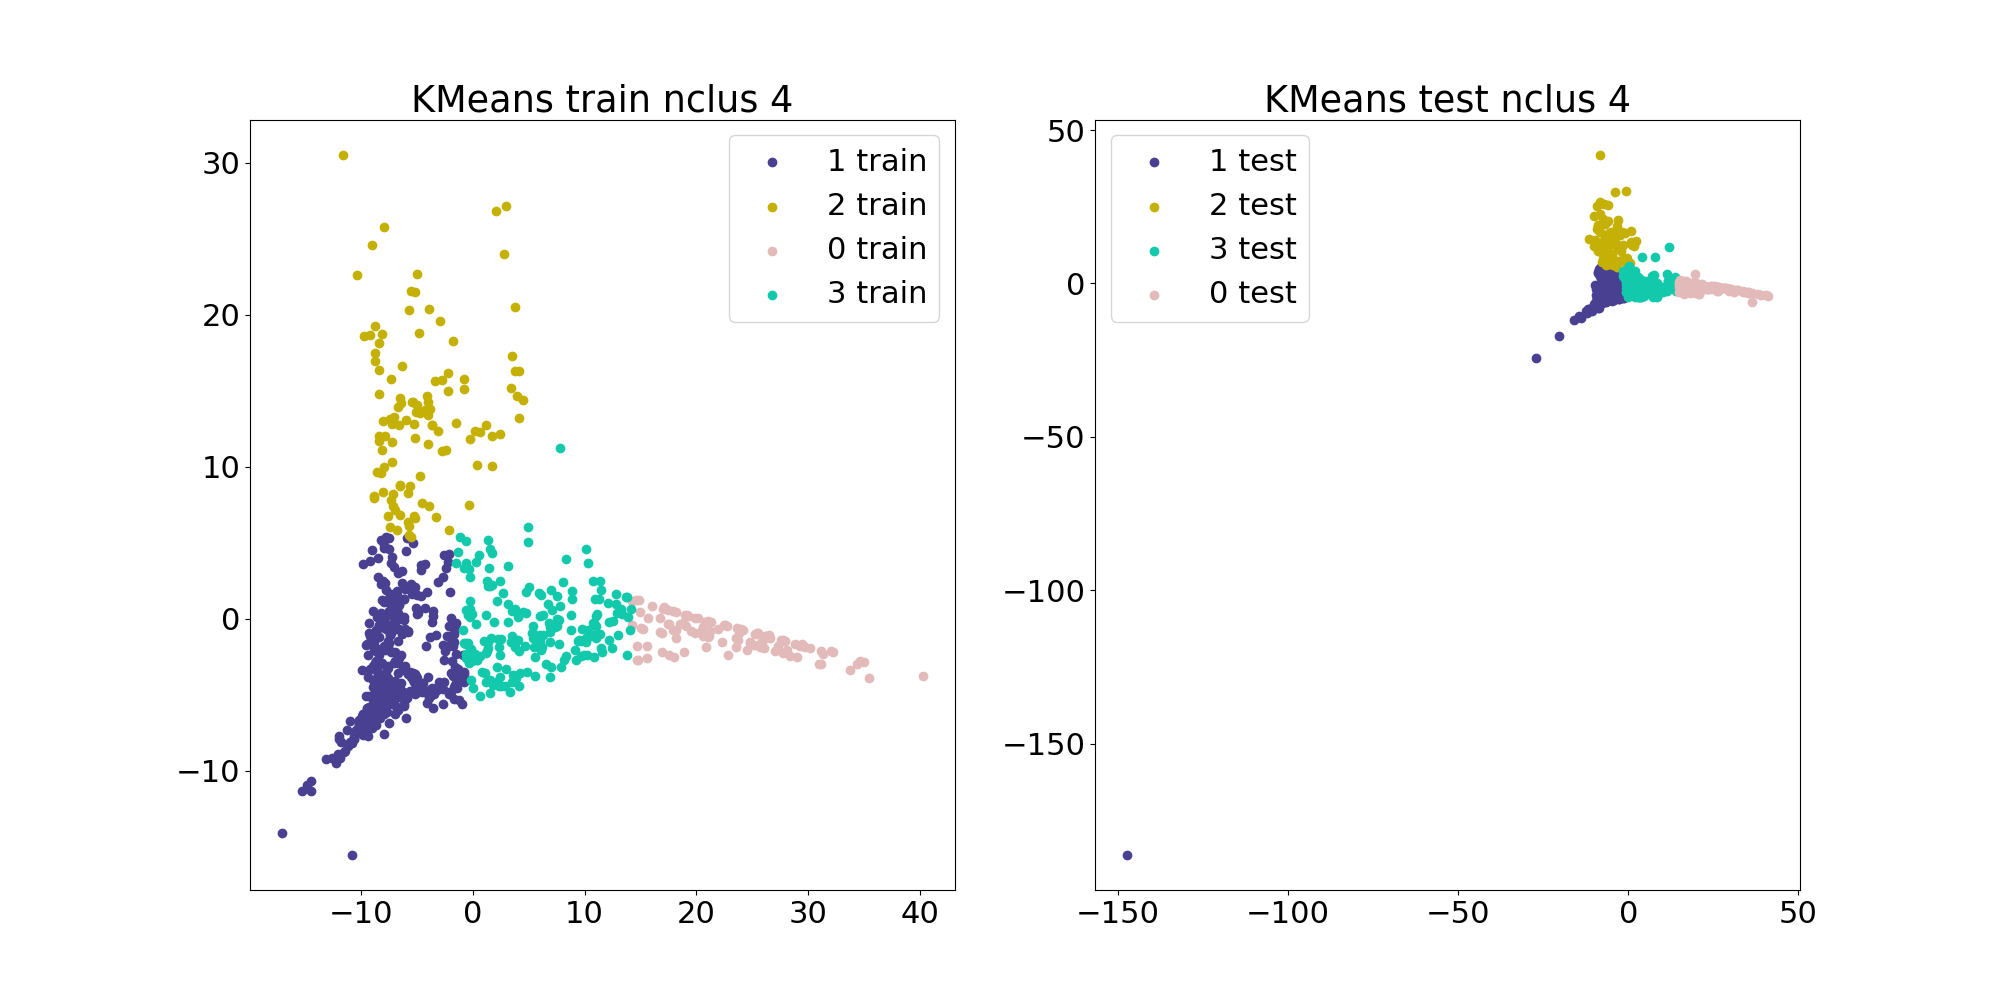 KMeans train nclus 4
30
20
10
0
−10
−10 0 10 20 30 40
1 train
2 train
0 train
3 train
KMeans test nclus 4
50
0
−50
−100
−150
−150 −100 −50 0 50
1 test
2 test
3 test
0 test